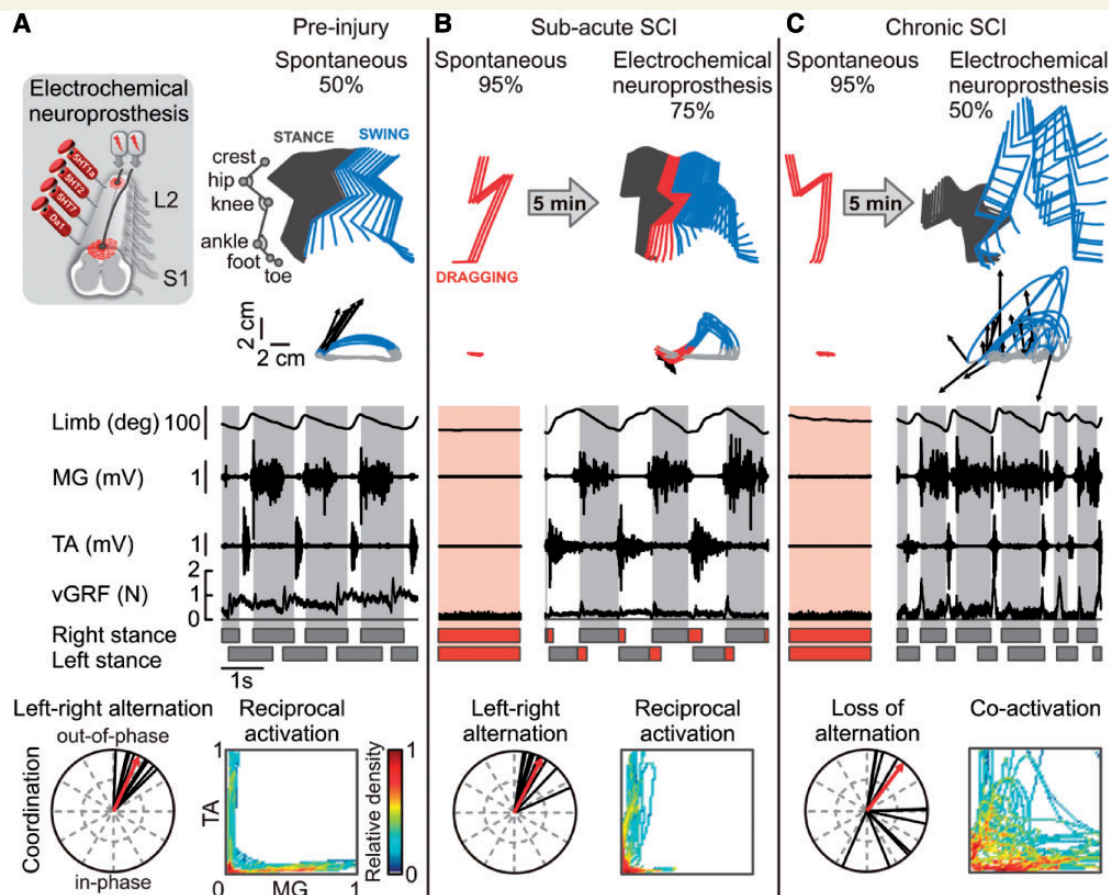 A
Pre-injury
Spontaneous
50%
Electrochemical
neuroprosthesis
5HT1a
5HT2
5HT7
Da1
L2
S1
STANCE
SWING
crest
hip
knee
ankle
foot
toe
2 cm
2 cm
B
Sub-acute SCI
Spontaneous
95%
Electrochemical
neuroprosthesis
75%
5 min
DRAGGING
C
Chronic SCI
Spontaneous
95%
Electrochemical
neuroprosthesis
50%
5 min
Limb (deg) 100
MG (mV) 1
TA (mV) 1
vGRF (N) 2
1
0
Right stance
Left stance
1s
Left-right alternation
out-of-phase
in-phase
Coordination
Reciprocal
activation
1
TA
0 MG 1
Relative density
1
0
Left-right
alternation
Reciprocal
activation
Loss of
alternation
Co-activation